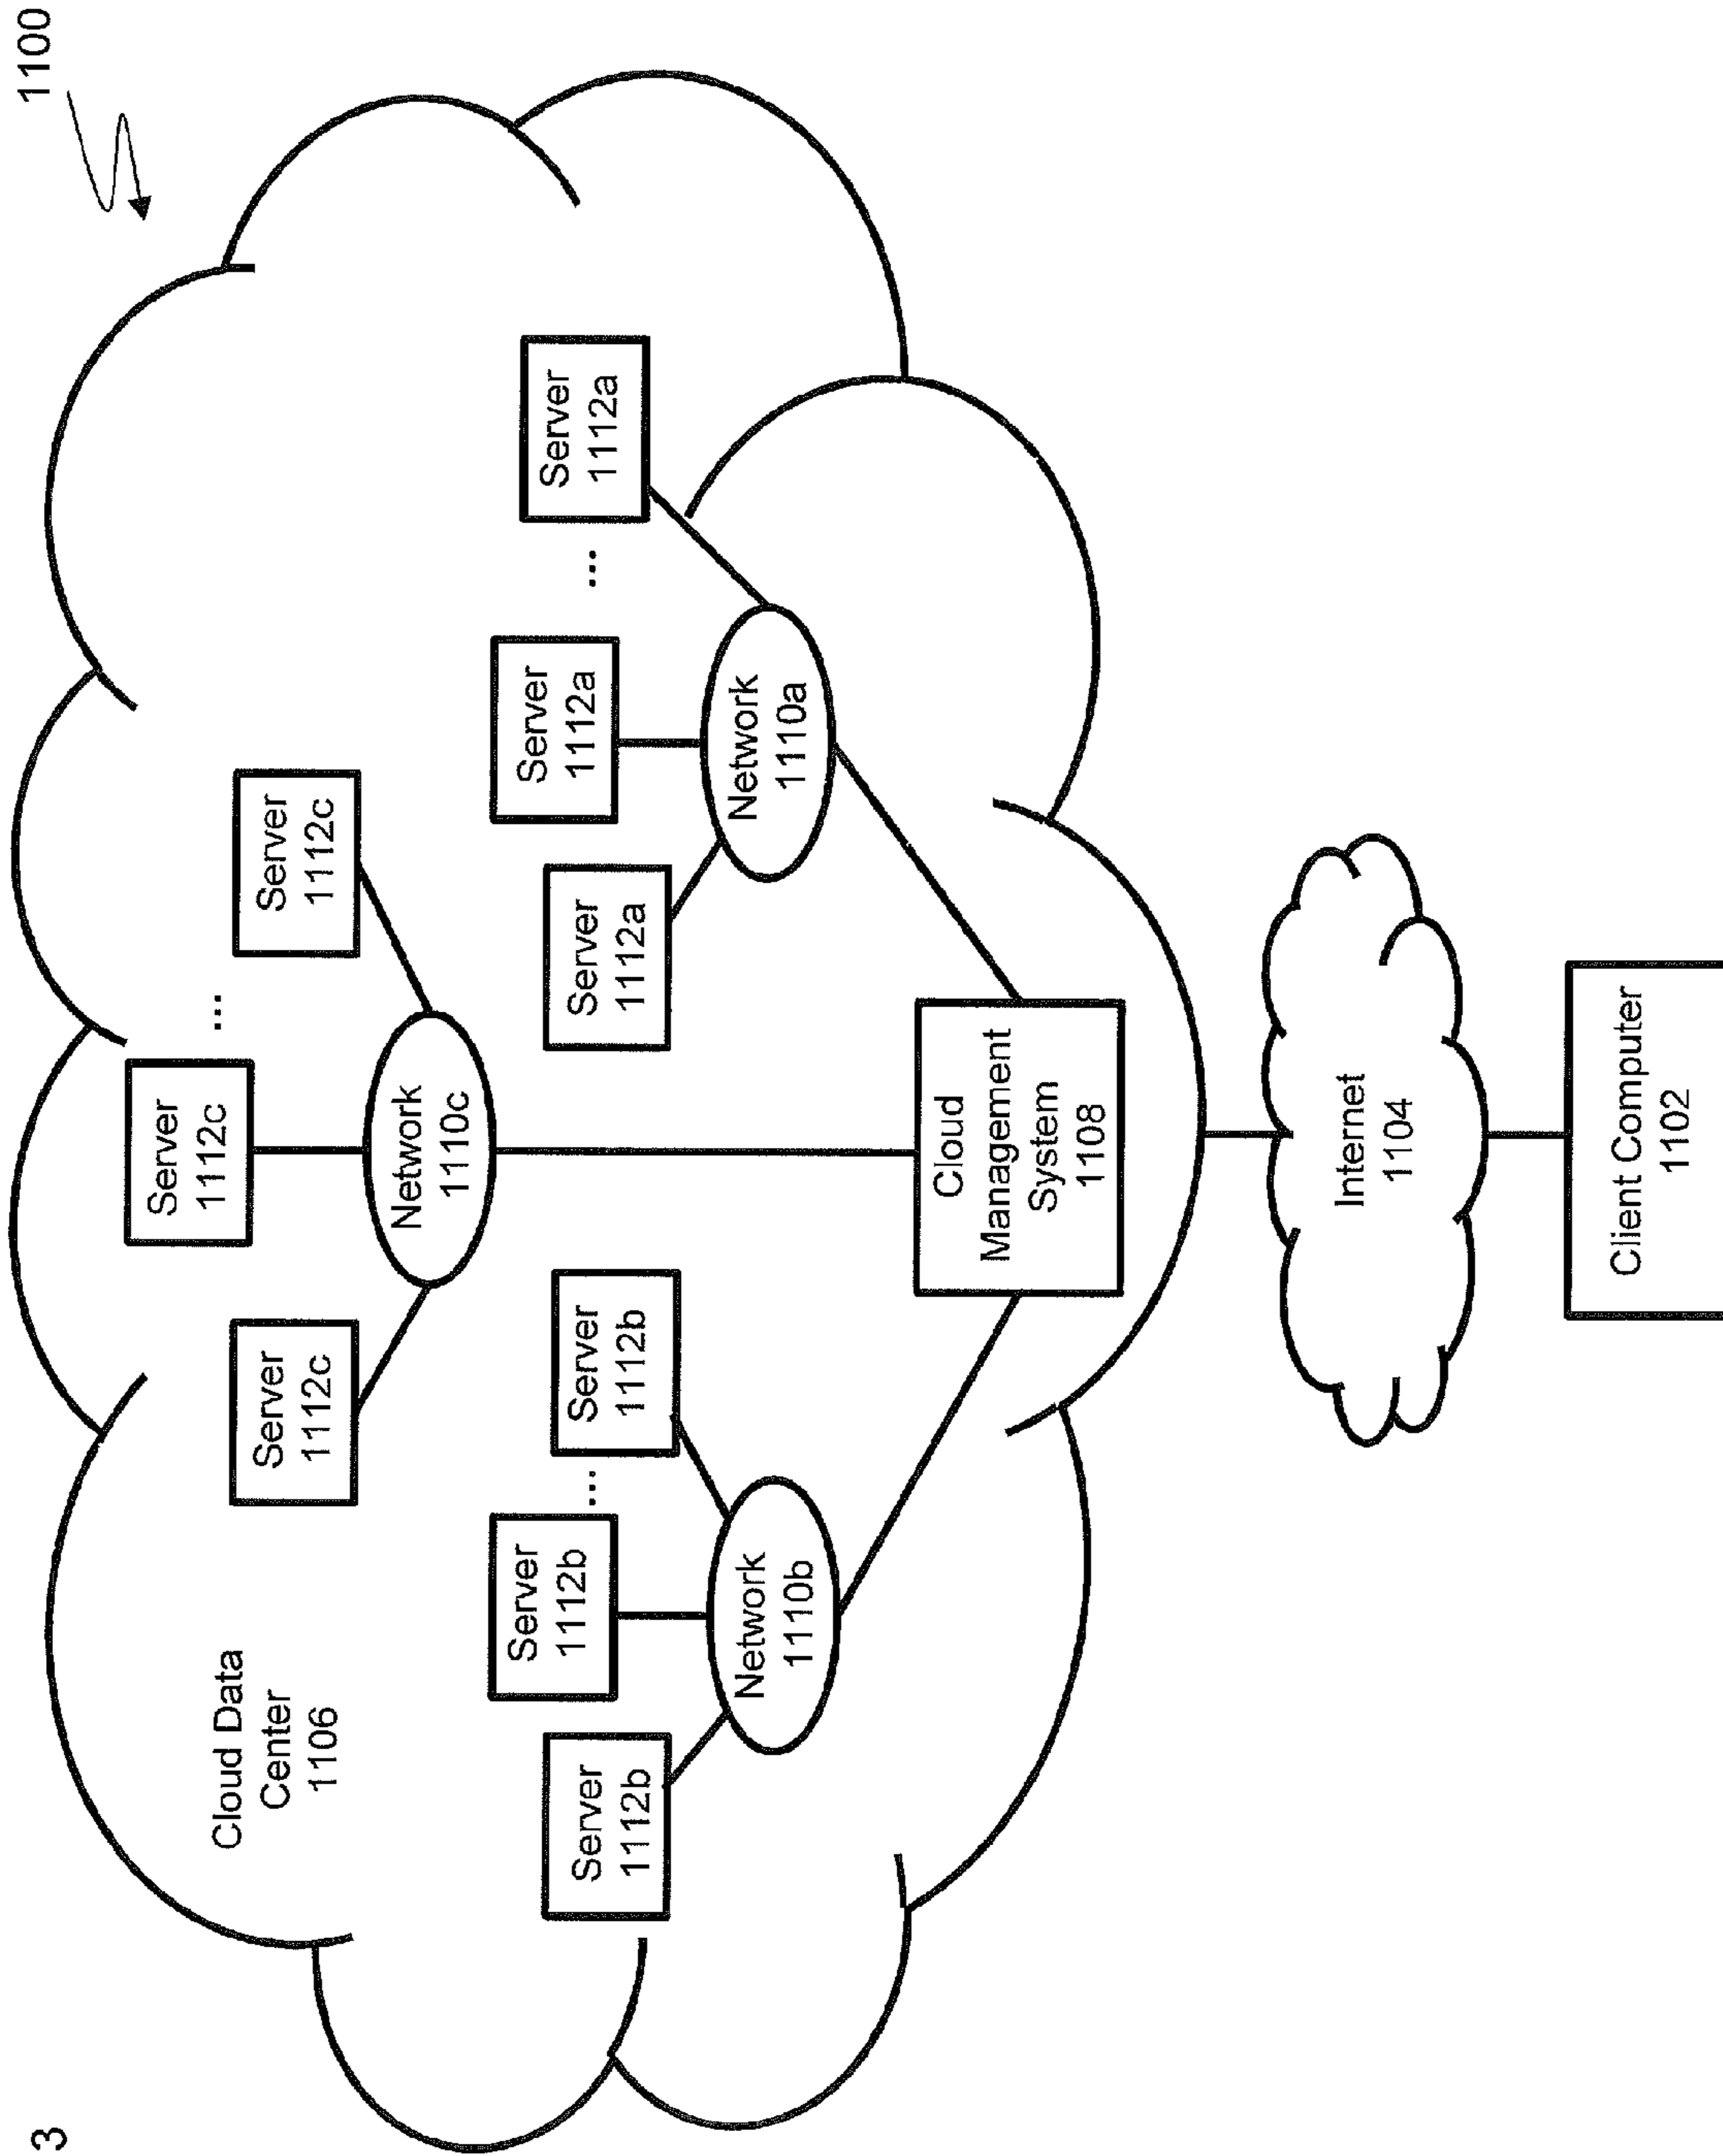 3
1100
Cloud Data
Center
1106
Server
1112c
Server
1112c
...
Server
1112c
Network
1110c
Server
1112b
Server
1112b
...
Server
1112b
Network
1110b
Server
1112a
Server
1112a
...
Server
1112a
Network
1110a
Cloud
Management
System
1108
Internet
1104
Client Computer
1102